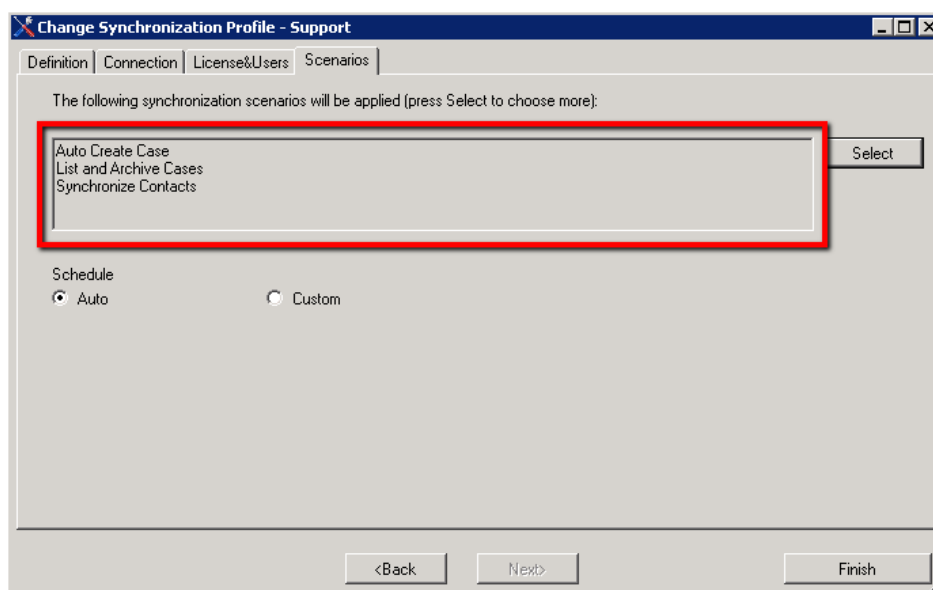 Change Synchronization Profile - Support
Definition Connection License&Users Scenarios
The following synchronization scenarios will be applied (press Select to choose more):
Auto Create Case
Select
List and Archive Cases
Synchronize Contacts
Schedule
Auto Custom
<Back Next> Finish